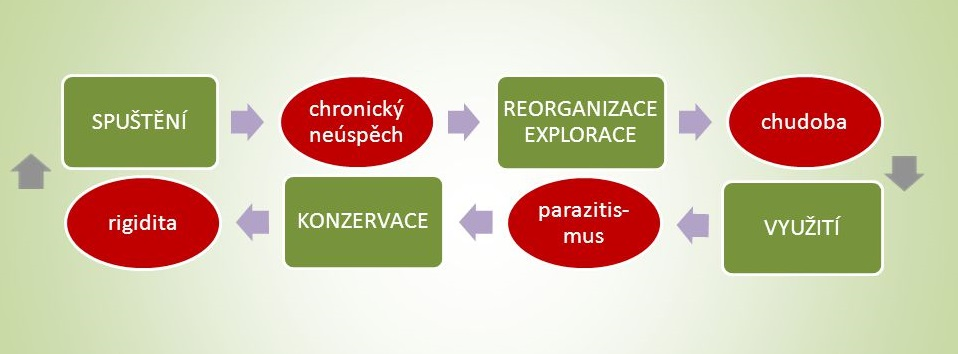 SPUŠTĚNÍ
chronický
neúspěch
REORGANIZACE
EXPLORACE
chudoba
VYUŽITÍ
parazitis-
mus
KONZERVACE
rigidita